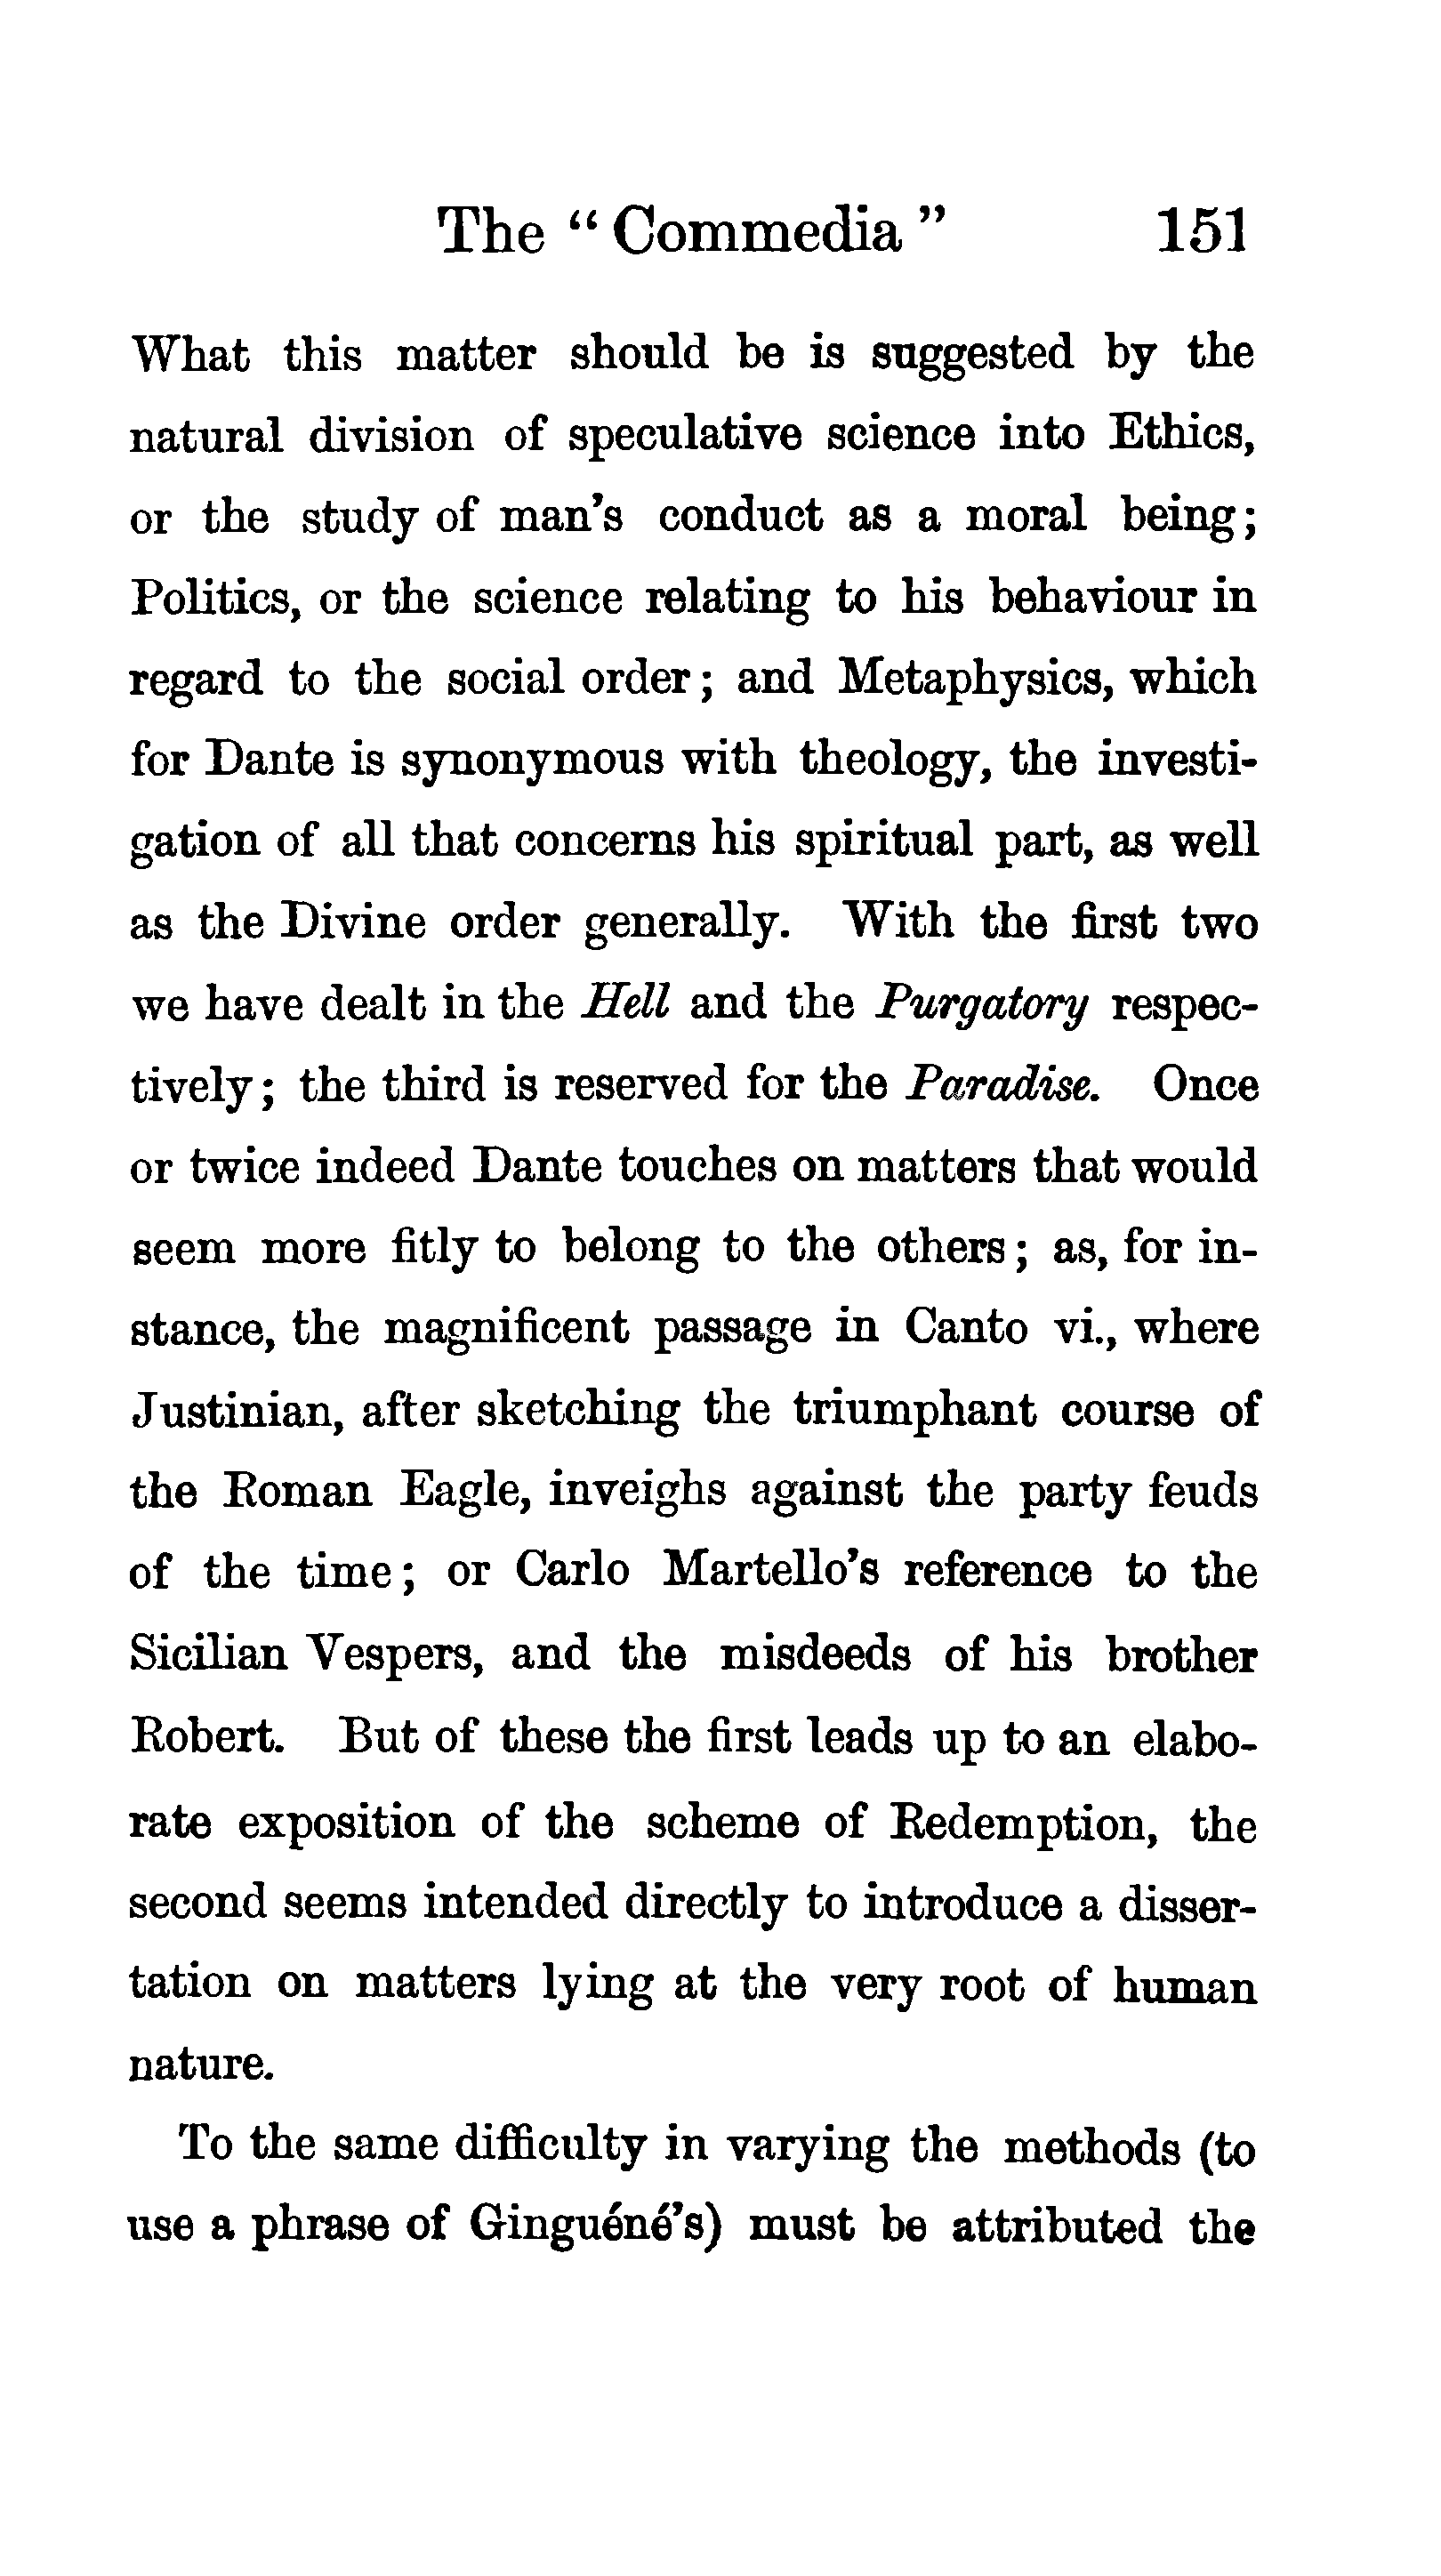 The “Commedia” 151
What this matter should be is suggested by the
natural division of speculative science into Ethics,
or the study of man’s conduct as a moral being;
Politics, or the science relating to his behaviour in
regard to the social order; and Metaphysics, which
for Dante is synonymous with theology, the investi-
gation of all that concerns his spiritual part, as well
as the Divine order generally. With the first two
we have dealt in the Hell and the Purgatory respec-
tively; the third is reserved for the Paradise. Once
or twice indeed Dante touches on matters that would
seem more fitly to belong to the others; as, for in-
stance, the magnificent passage in Canto vi., where
Justinian, after sketching the triumphant course of
the Roman Eagle, inveighs against the party feuds
of the time; or Carlo Martello’s reference to the
Sicilian Vespers, and the misdeeds of his brother
Robert. But of these the first leads up to an elabo-
rate exposition of the scheme of Redemption, the
second seems intended directly to introduce a disser-
tation on matters lying at the very root of human
nature.
To the same difficulty in varying the methods (to
use a phrase of Ginguéné’s) must be attributed the